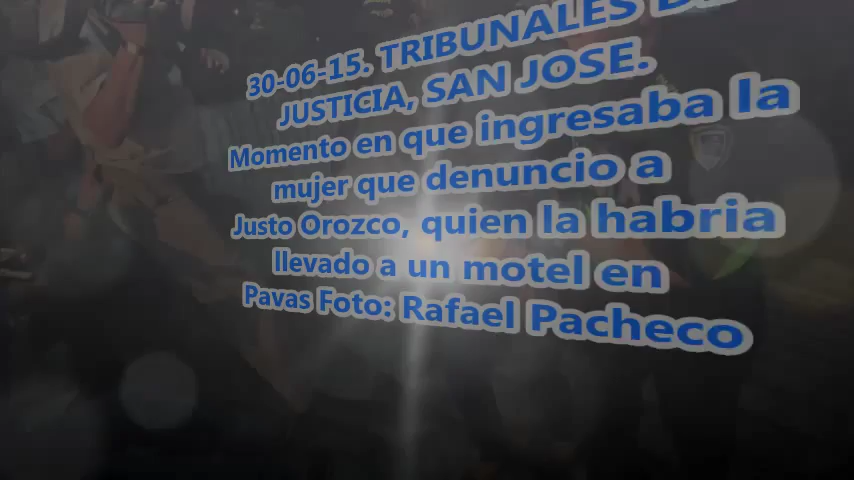 30-06-15. TRIBUNALES DE
JUSTICIA, SAN JOSE.
Momento en que ingresaba la
mujer que denuncio a
Justo Orozco, quien la habria
llevado a un motel en
Pavas Foto: Rafael Pacheco